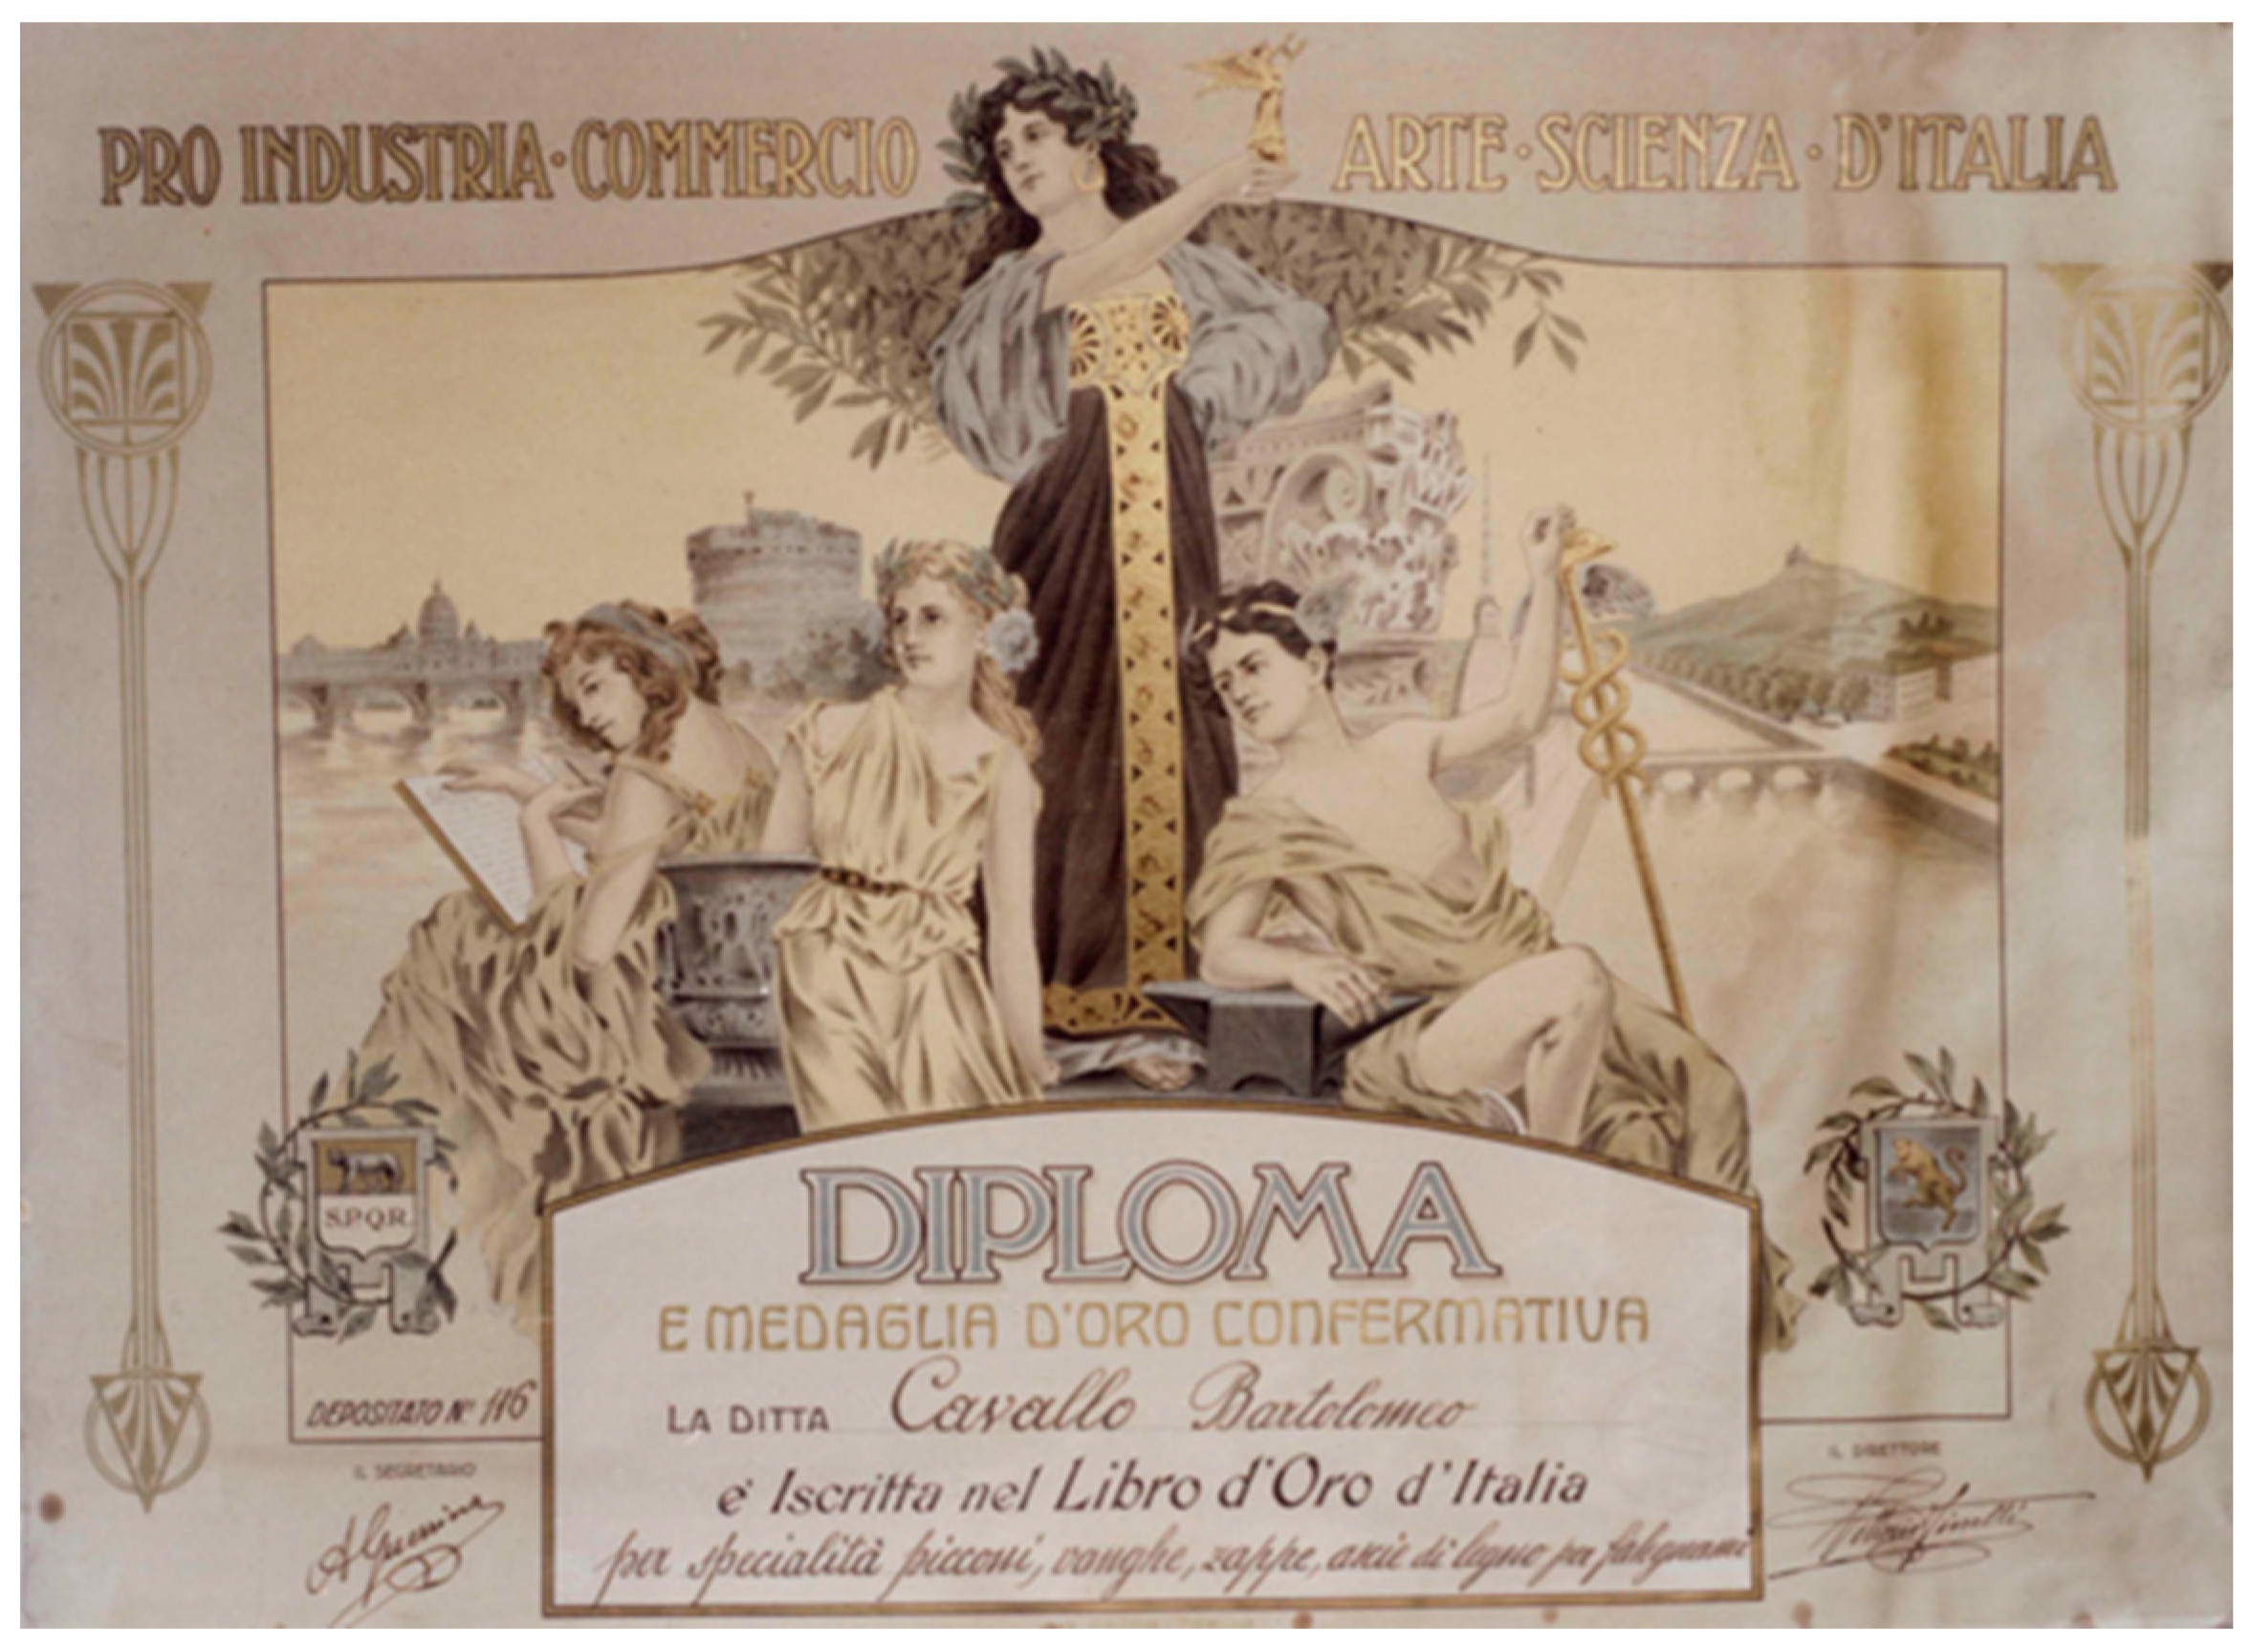 PRO INDUSTRIA · COMMERCIO ARTE · SCIENZA · D'ITALIA
S.P.Q.R.
DIPLOMA
E MEDAGLIA D'ORO CONFERMATIVA
LA DITTA Cavallo Bartolomeo
e' Iscritta nel Libro d'Oro d'Italia
per specialità picconi, vanghe, zappe, ascie di legno per falegnami
DEPOSITATO N° 116
IL SEGRETARIO
IL DIRETTORE